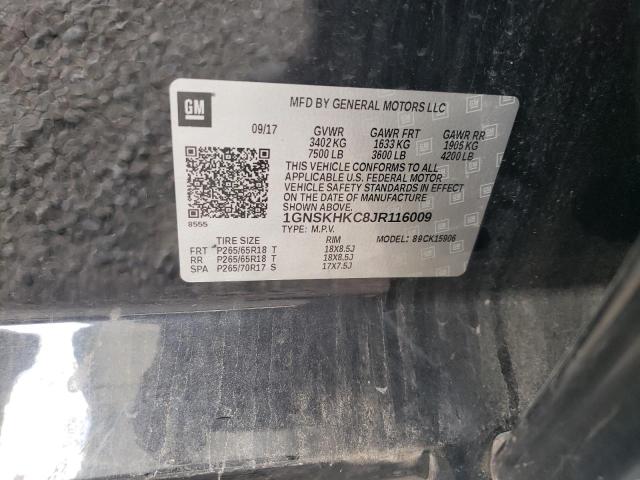 GM
MFD BY GENERAL MOTORS LLC
09/17 GVWR GAWR FRT GAWR RR
3402 KG 1633 KG 1905 KG
7500 LB 3600 LB 4200 LB
THIS VEHICLE CONFORMS TO ALL
APPLICABLE U.S. FEDERAL MOTOR
VEHICLE SAFETY STANDARDS IN EFFECT
ON THE DATE OF MANUFACTURE
SHOWN ABOVE.
8555 1GNSKHKC8JR116009
TYPE: M.P.V. MODEL: 89CK15906
TIRE SIZE RIM
FRT P265/65R18 T 18X8.5J
RR P265/65R18 T 18X8.5J
SPA P265/70R17 S 17X7.5J